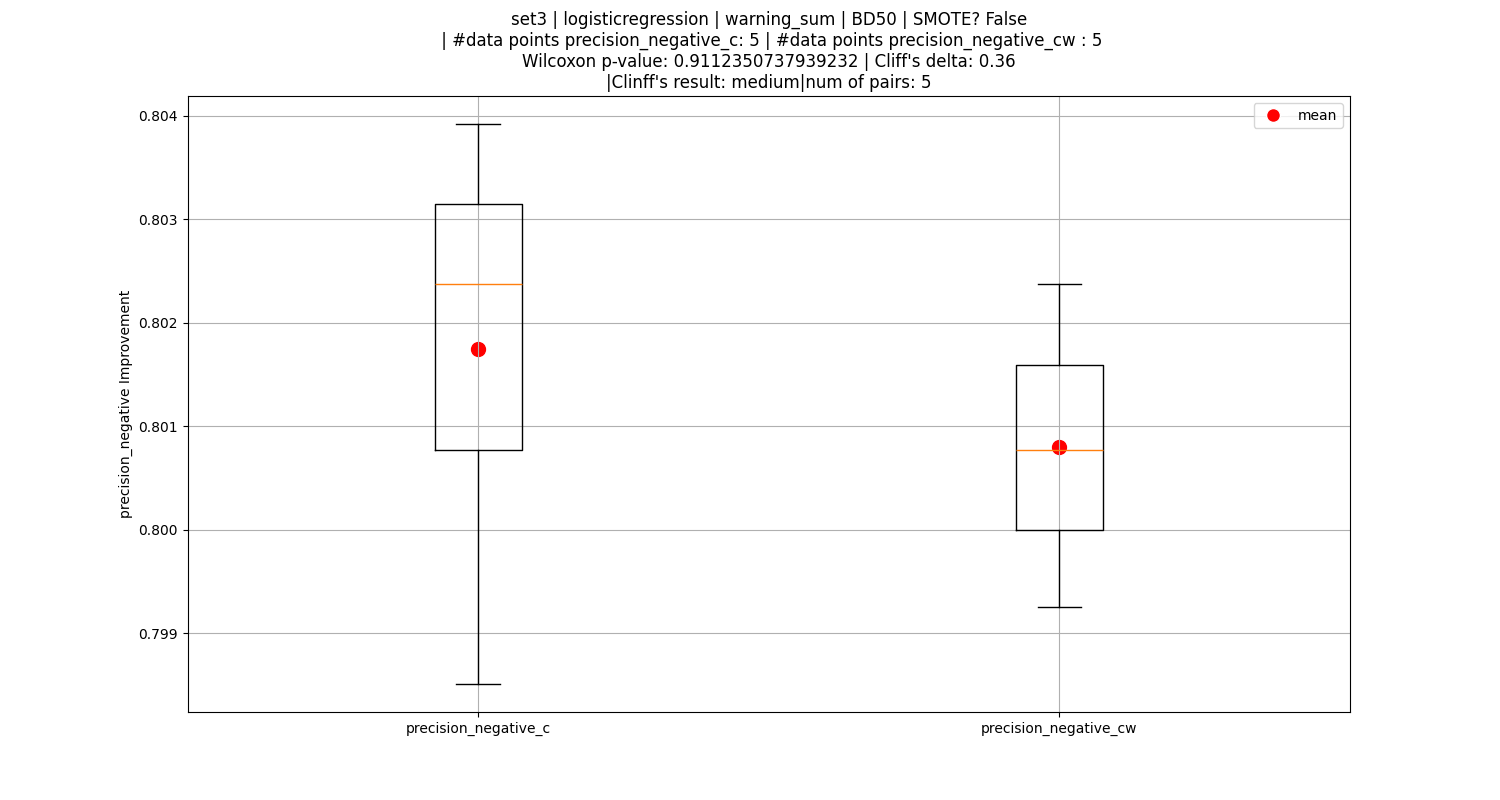 set3 | logisticregression | warning_sum | BD50 | SMOTE? False
| #data points precision_negative_c: 5 | #data points precision_negative_cw : 5
Wilcoxon p-value: 0.9112350737939232 | Cliff's delta: 0.36
|Clinff's result: medium|num of pairs: 5
mean
0.804
0.803
0.802
0.801
0.800
0.799
precision_negative Improvement
precision_negative_c
precision_negative_cw